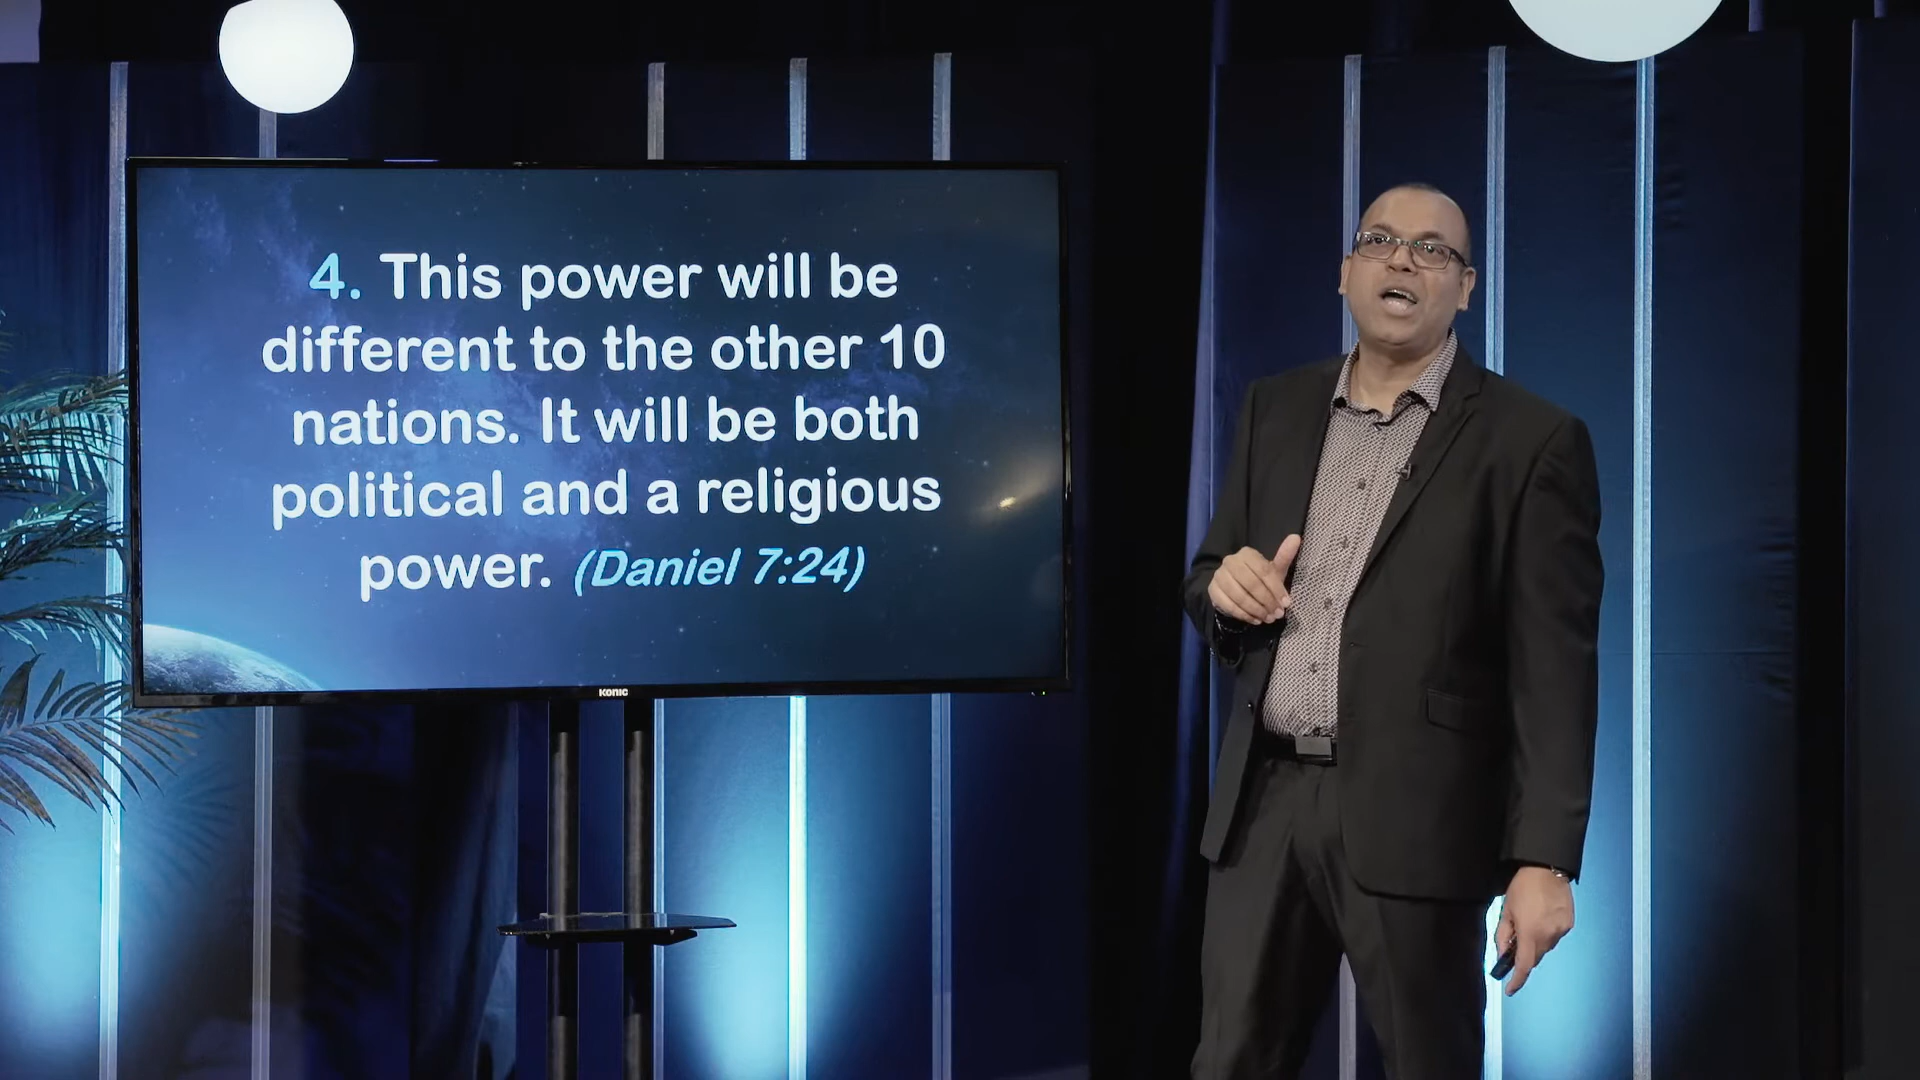 4. This power will be
different to the other 10
nations. It will be both
political and a religious
power. (Daniel 7:24)
KONIC